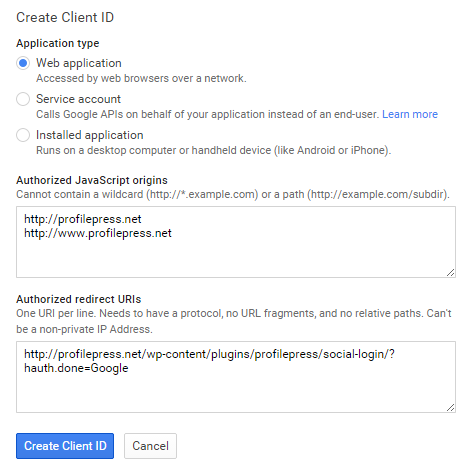 Create Client ID
Application type
Web application
Accessed by web browsers over a network.
Service account
Calls Google APIs on behalf of your application instead of an end-user. Learn more
Installed application
Runs on a desktop computer or handheld device (like Android or iPhone).
Authorized JavaScript origins
Cannot contain a wildcard (http://*.example.com) or a path (http://example.com/subdir).
http://profilepress.net
http://www.profilepress.net
Authorized redirect URIs
One URI per line. Needs to have a protocol, no URL fragments, and no relative paths. Can't
be a non-private IP Address.
http://profilepress.net/wp-content/plugins/profilepress/social-login/?
hauth.done=Google
Create Client ID
Cancel